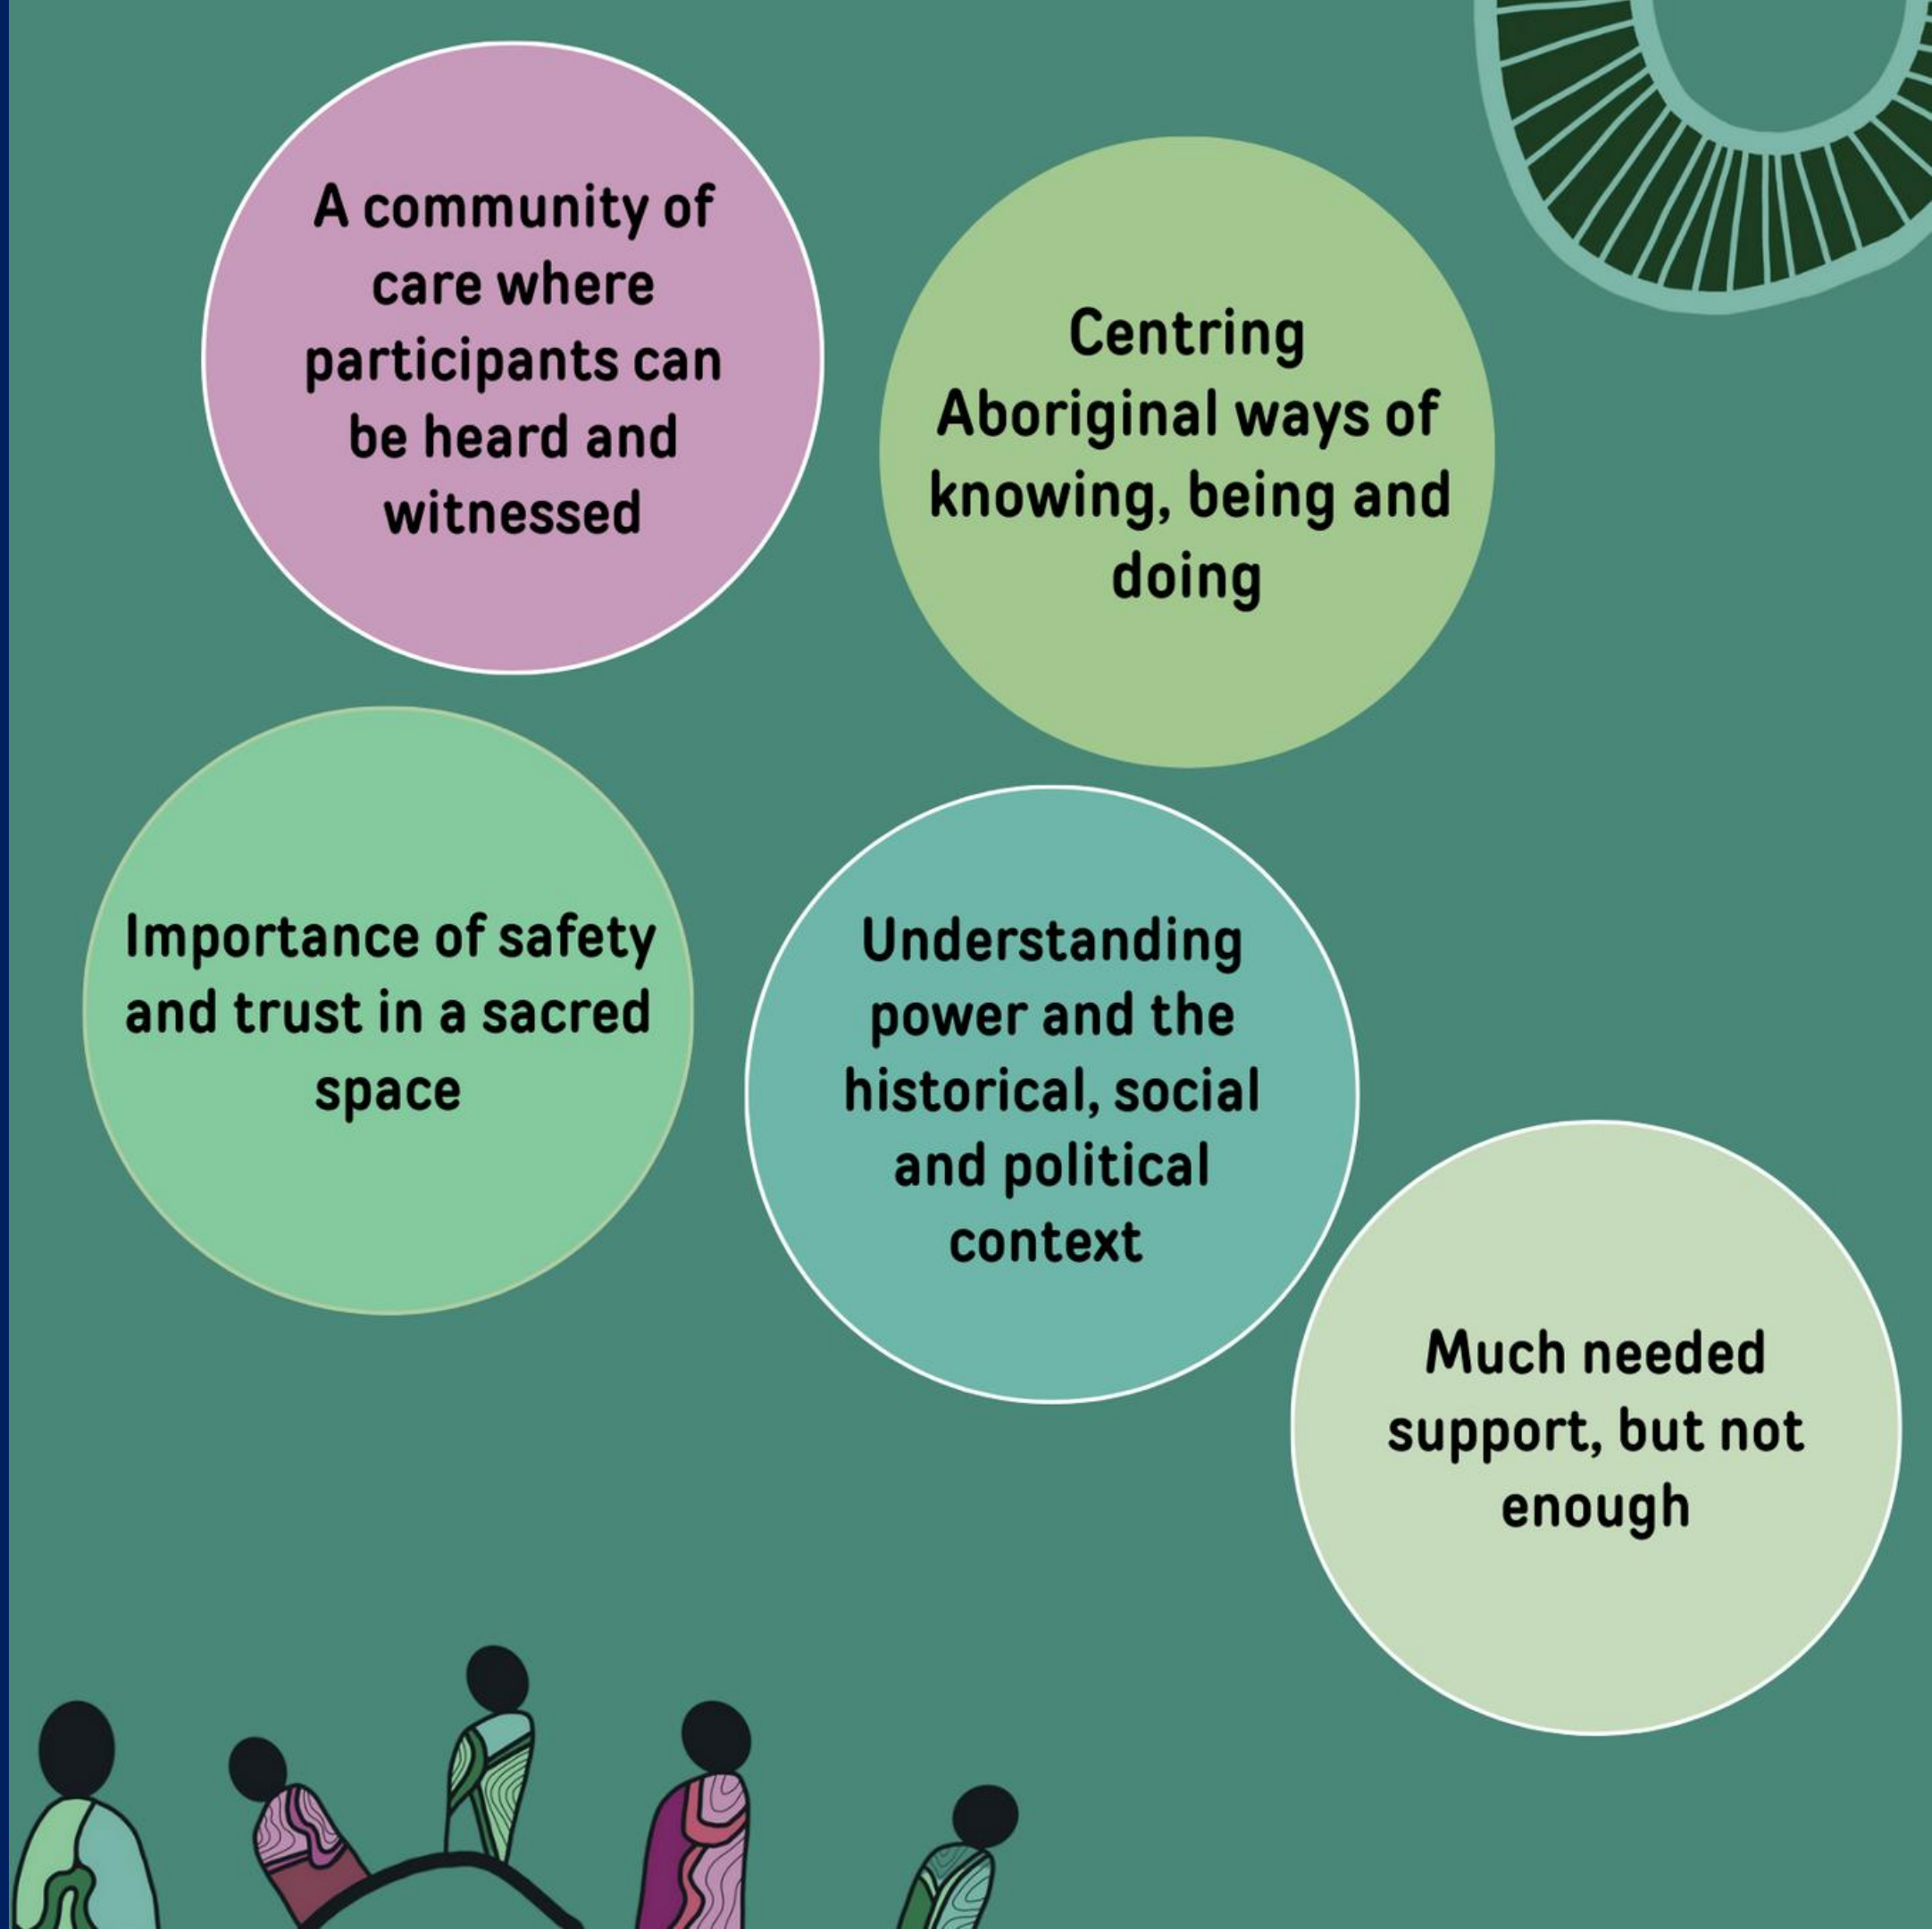 A community of
care where
participants can
be heard and
witnessed
Centring
Aboriginal ways of
knowing, being and
doing
Importance of safety
and trust in a sacred
space
Understanding
power and the
historical, social
and political
context
Much needed
support, but not
enough